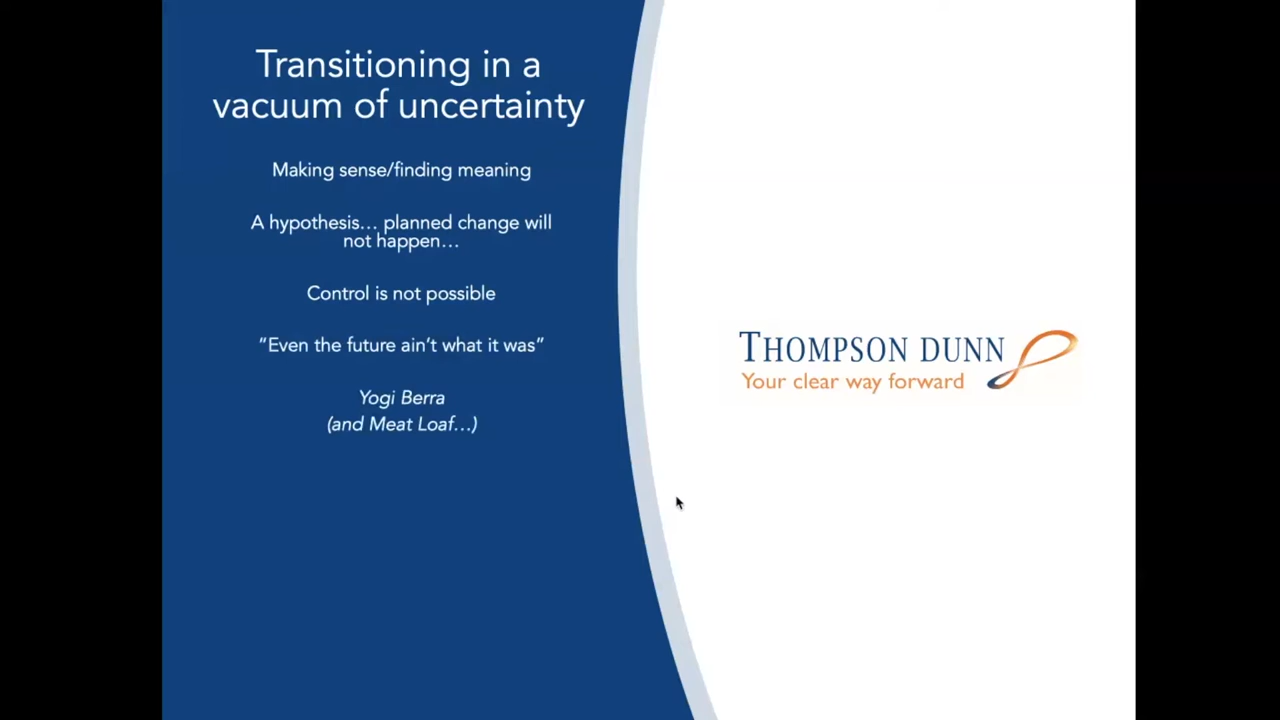 Transitioning in a
vacuum of uncertainty
Making sense/finding meaning
A hypothesis… planned change will
not happen…
Control is not possible
“Even the future ain’t what it was”
Yogi Berra
(and Meat Loaf…)
THOMPSON DUNN
Your clear way forward